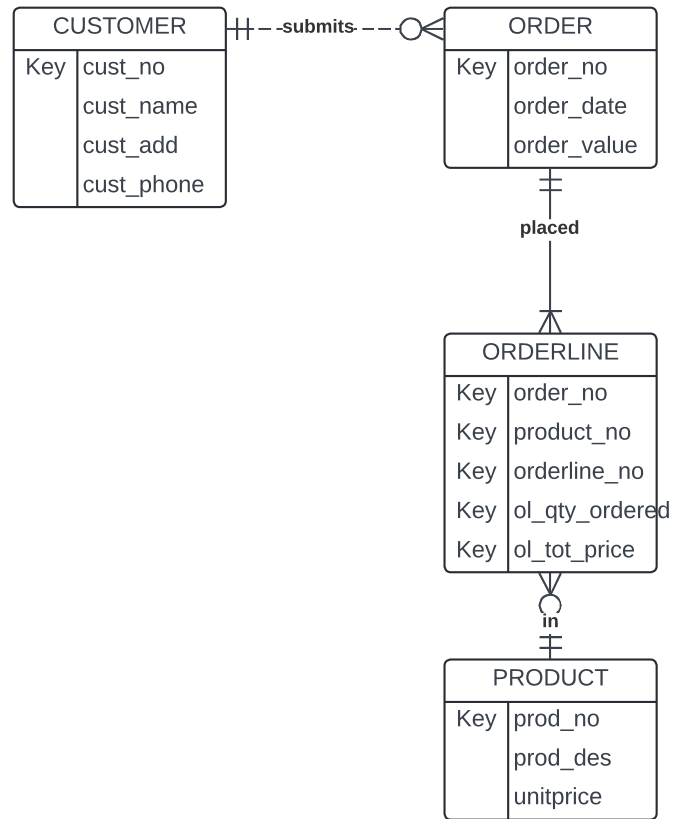 CUSTOMER
Key cust_no
cust_name
cust_add
cust_phone
submits
ORDER
Key order_no
order_date
order_value
placed
ORDERLINE
Key order_no
Key product_no
Key orderline_no
Key ol_qty_ordered
Key ol_tot_price
in
PRODUCT
Key prod_no
prod_des
unitprice